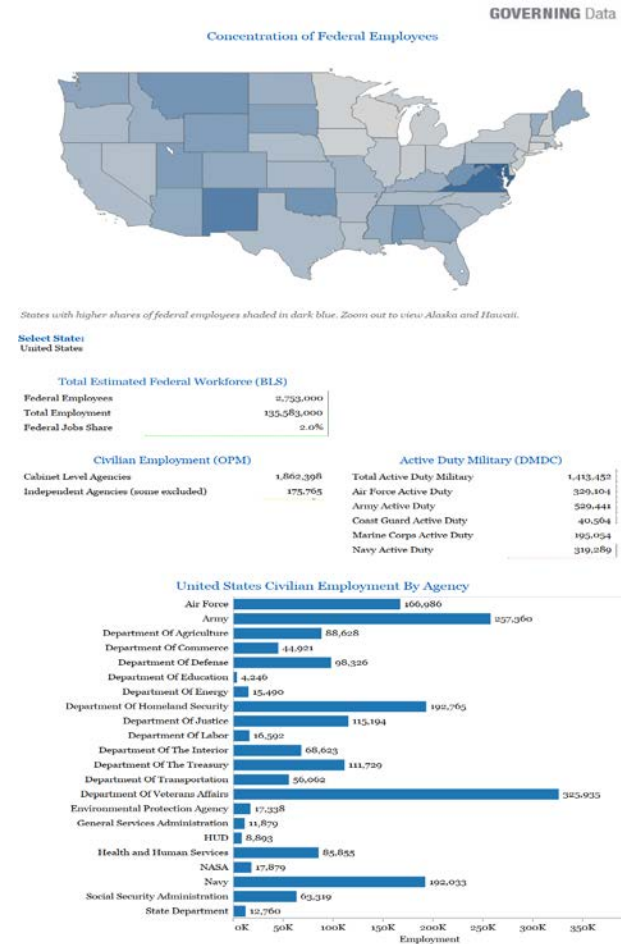 GOVERNING Data
Concentration of Federal Employees
States with higher shares of federal employees shaded in dark blue. Zoom out to view Alaska and Hawaii.
Select State:
United States
Total Estimated Federal Workforce (BLS)
Federal Employees 2,753,000
Total Employment 135,583,000
Federal Jobs Share 2.0%
Civilian Employment (OPM)
Cabinet Level Agencies 1,862,398
Independent Agencies (some excluded) 175,765
Active Duty Military (DMDC)
Total Active Duty Military 1,413,452
Air Force Active Duty 329,104
Army Active Duty 529,441
Coast Guard Active Duty 40,564
Marine Corps Active Duty 195,054
Navy Active Duty 319,289
United States Civilian Employment By Agency
Air Force 166,986
Army 257,360
Department Of Agriculture 88,628
Department Of Commerce 44,921
Department Of Defense 98,326
Department Of Education 4,246
Department Of Energy 15,490
Department Of Homeland Security 192,765
Department Of Justice 115,194
Department Of Labor 16,592
Department Of The Interior 68,623
Department Of The Treasury 111,729
Department Of Transportation 56,062
Department Of Veterans Affairs 325,935
Environmental Protection Agency 17,338
General Services Administration 11,879
HUD 8,893
Health and Human Services 85,855
NASA 17,879
Navy 192,033
Social Security Administration 63,319
State Department 12,760
0K 50K 100K 150K 200K 250K 300K 350K
Employment